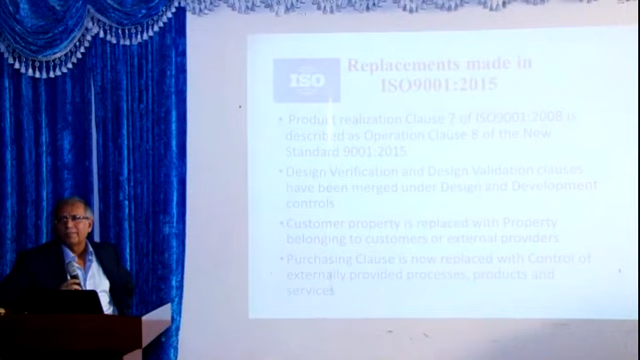 ISO
Replacements made in
ISO9001:2015
• Product realization Clause 7 of ISO9001:2008 is
described as Operation Clause 8 of the New
Standard 9001:2015.
• Design Verification and Design Validation clauses
have been merged under Design and Development
controls
• Customer property is replaced with Property
belonging to customers or external providers
• Purchasing Clause is now replaced with Control of
externally provided processes, products and
services